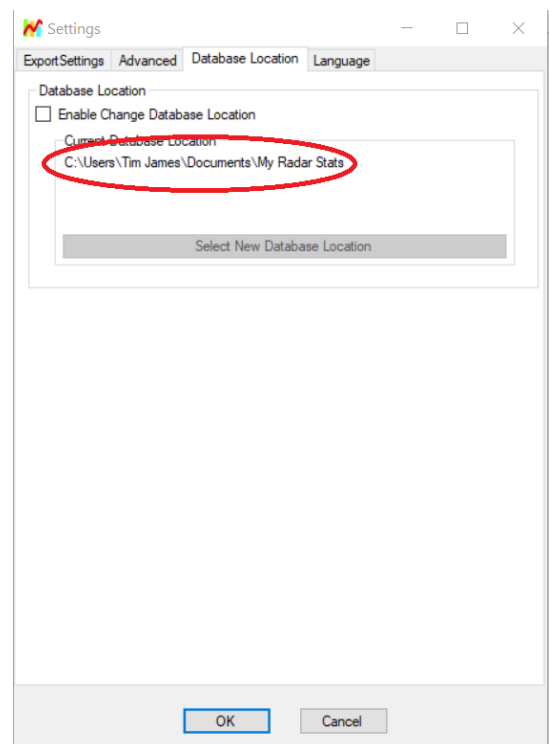 Settings
ExportSettings Advanced Database Location Language
Database Location
Enable Change Database Location
Current Database Location
C:\Users\Tim James\Documents\My Radar Stats
Select New Database Location
OK Cancel